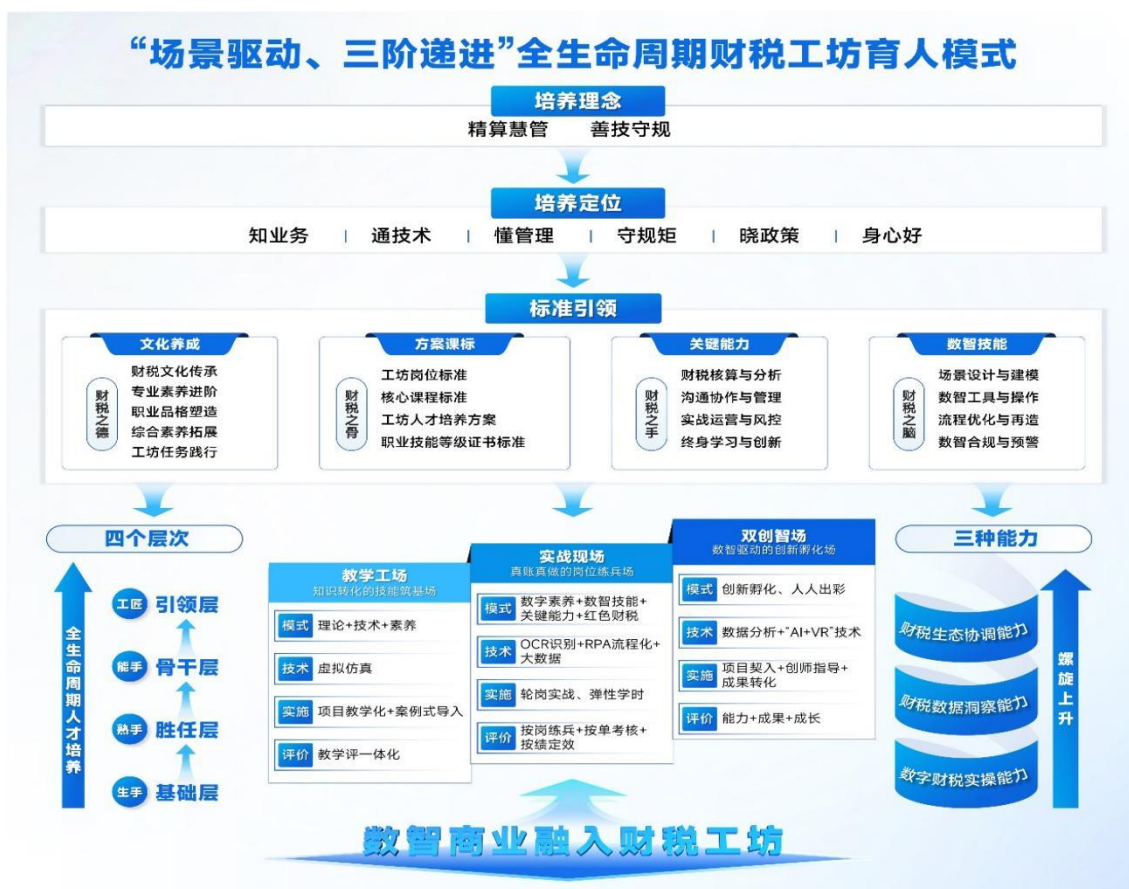 “场景驱动、三阶递进”全生命周期财税工坊育人模式
培养理念
精算慧管 善技守规
培养定位
知业务 | 通技术 | 懂管理 | 守规矩 | 晓政策 | 身心好
标准引领
文化养成
财税之德
财税文化传承
专业素养进阶
职业品格塑造
综合素养拓展
工坊任务践行
方案课标
财税之骨
工坊岗位标准
核心课程标准
工坊人才培养方案
职业技能等级证书标准
关键能力
财税之手
财税核算与分析
沟通协作与管理
实战运营与风控
终身学习与创新
数智技能
财税之脑
场景设计与建模
数智工具与操作
流程优化与再造
数智合规与预警
四个层次
全生命周期人才培养
工匠 引领层
能手 骨干层
熟手 胜任层
生手 基础层
教学工场
知识转化的技能筑基场
模式 理论+技术+素养
技术 虚拟仿真
实施 项目教学化+案例式导入
评价 教学评一体化
实战现场
真账真做的岗位练兵场
模式 数字素养+数智技能+
关键能力+红色财税
技术 OCR识别+RPA流程化+
大数据
实施 轮岗实战、弹性学时
评价 按岗练兵+按单考核+
按绩定效
双创智场
数智驱动的创新孵化场
模式 创新孵化、人人出彩
技术 数据分析+“AI+VR”技术
实施 项目契入+创师指导+
成果转化
评价 能力+成果+成长
三种能力
财税生态协调能力
财税数据洞察能力
数字财税实操能力
螺旋上升
数智商业融入财税工坊